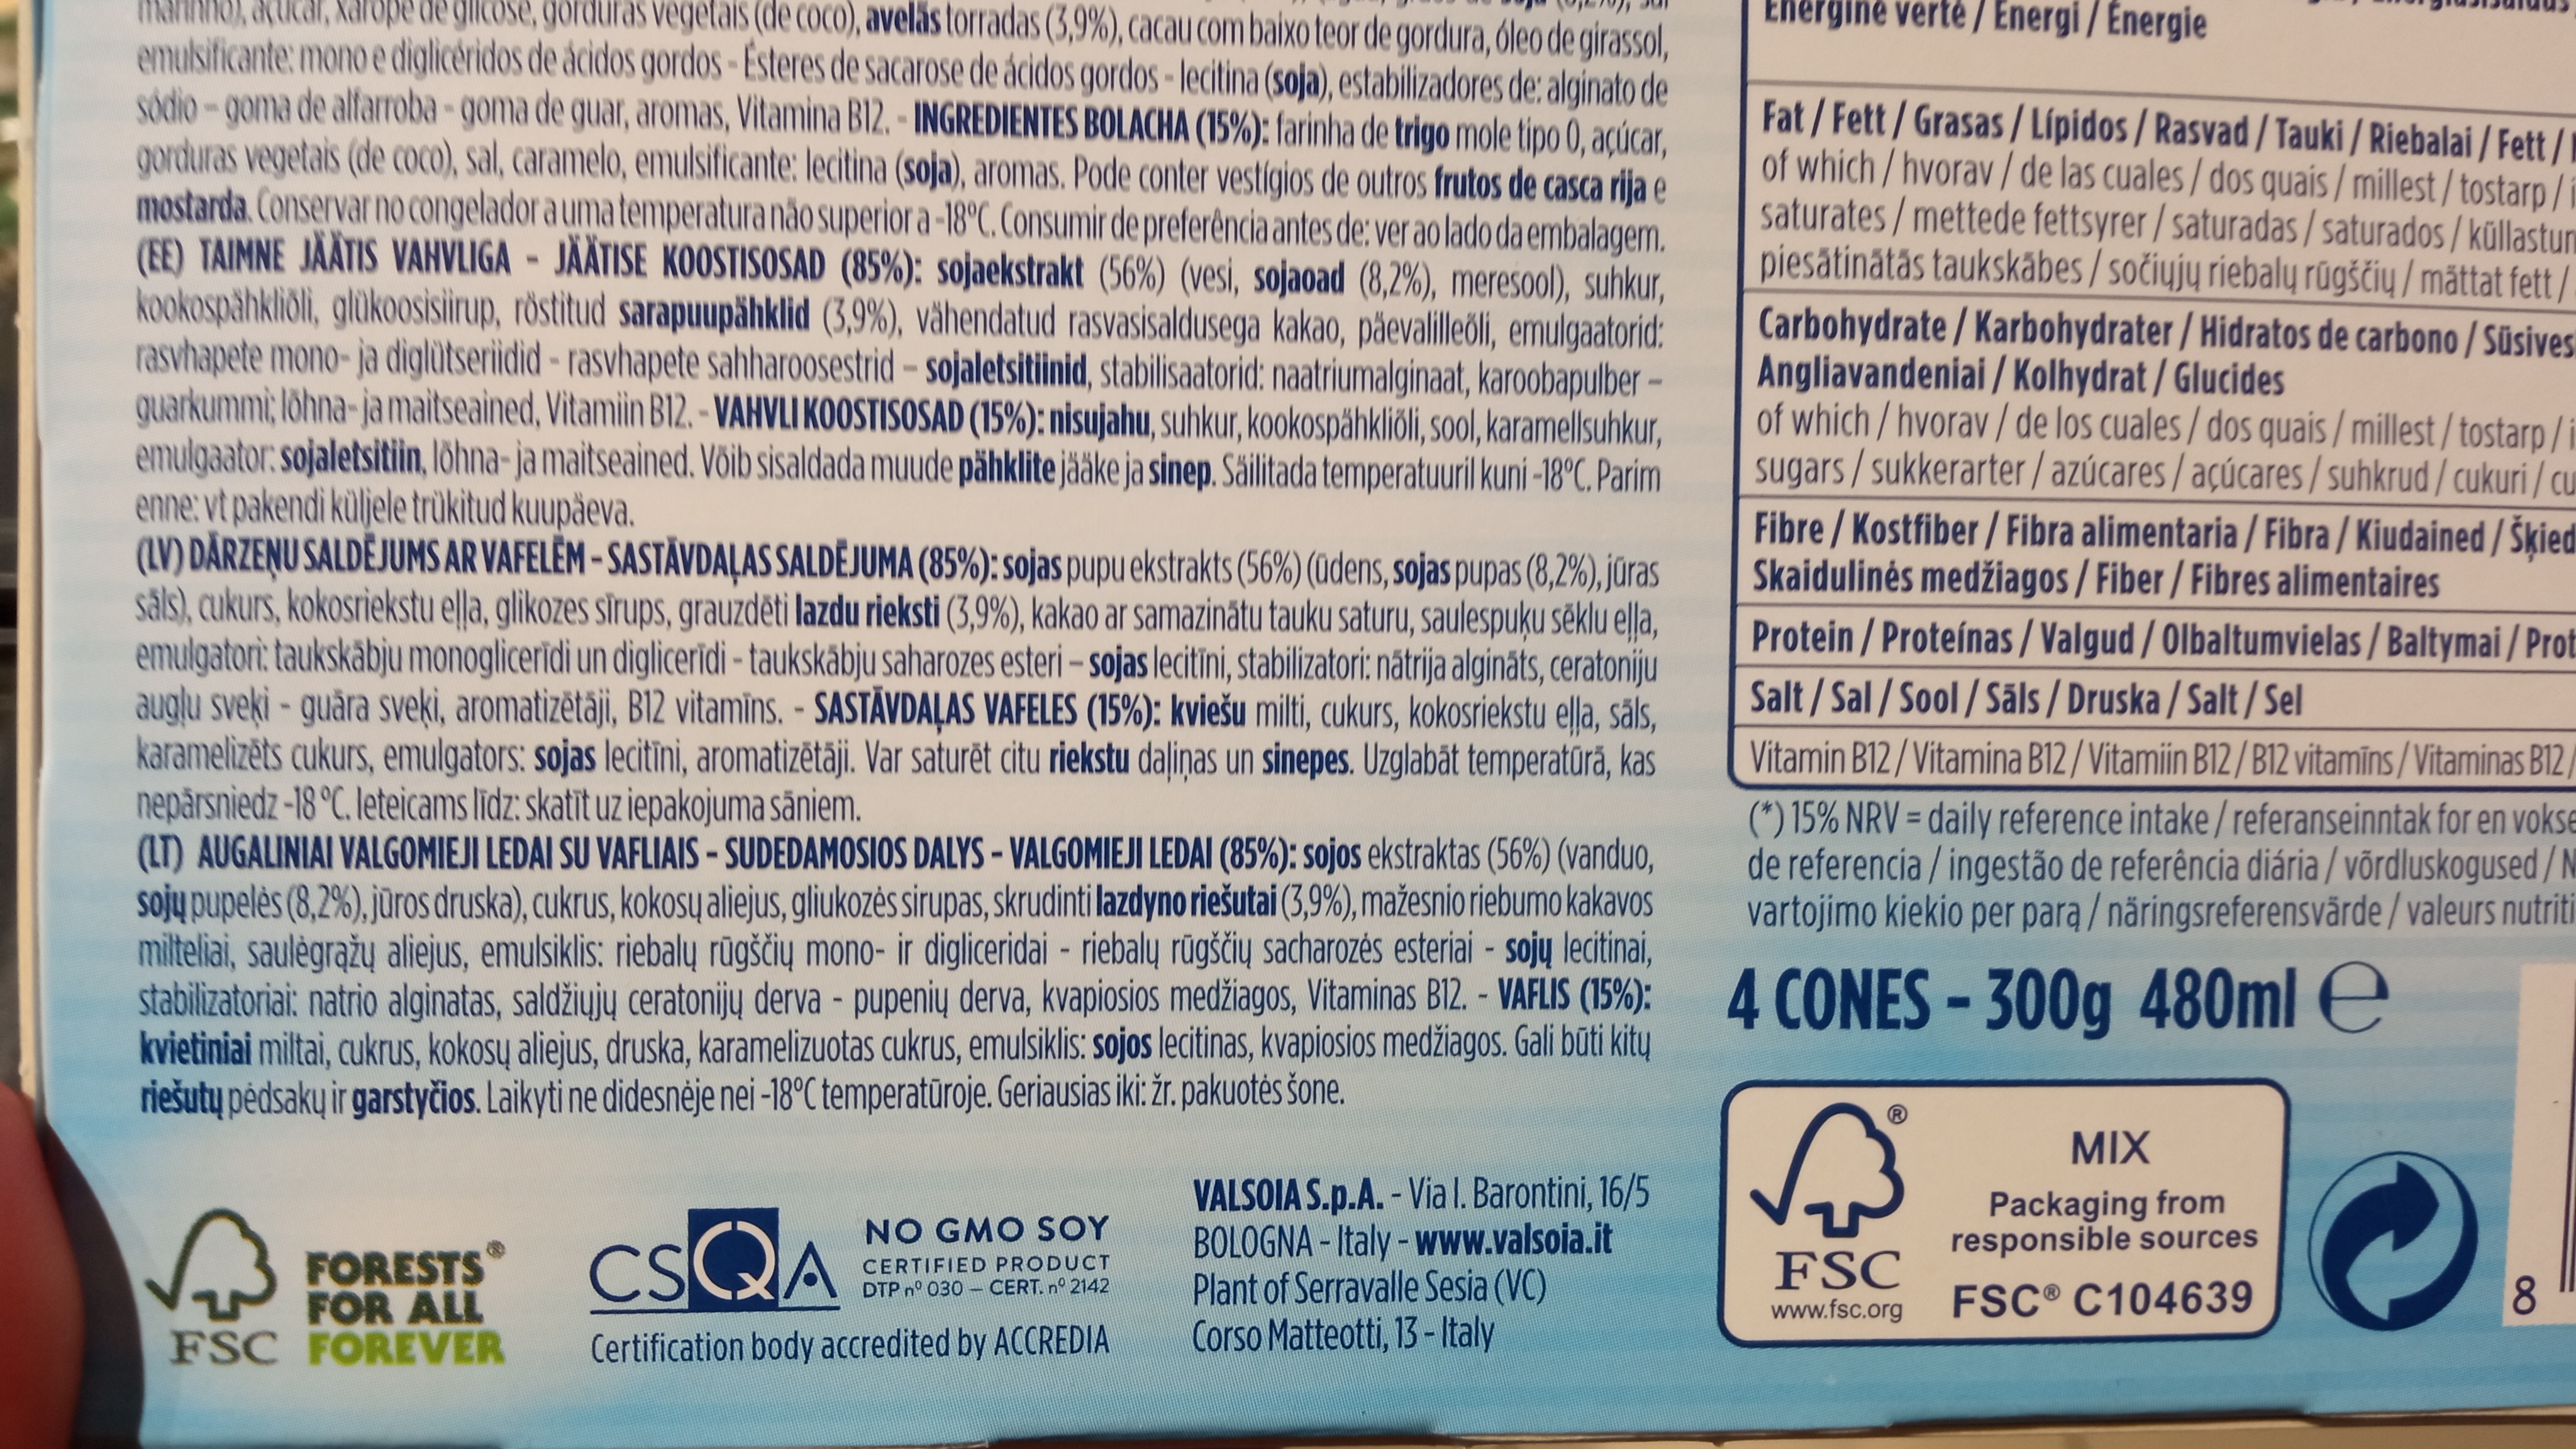 marinho), açúcar, xarope de glicose, gorduras vegetais (de coco), avelãs torradas (3,9%), cacau com baixo teor de gordura, óleo de girassol,
emulsificante: mono e diglicéridos de ácidos gordos - Ésteres de sacarose de ácidos gordos - lecitina (soja), estabilizadores de: alginato de
sódio – goma de alfarroba - goma de guar, aromas, Vitamina B12. - INGREDIENTES BOLACHA (15%): farinha de trigo mole tipo 0, açúcar,
gorduras vegetais (de coco), sal, caramelo, emulsificante: lecitina (soja), aromas. Pode conter vestígios de outros frutos de casca rija e
mostarda. Conservar no congelador a uma temperatura não superior a -18°C. Consumir de preferência antes de: ver ao lado da embalagem.
(EE) TAIMNE JÄÄTIS VAHVLIGA - JÄÄTISE KOOSTISOSAD (85%): sojaekstrakt (56%) (vesi, sojaoad (8,2%), meresool), suhkur,
kookospähkliõli, glükoosisiirup, röstitud sarapuupähklid (3,9%), vähendatud rasvasisaldusega kakao, päevalilleõli, emulgaatorid:
rasvhapete mono- ja diglütseriidid - rasvhapete sahharoosestrid – sojaletsitiinid, stabilisaatorid: naatriumalginaat, karoobapulber –
guarkummi; lõhna- ja maitseained, Vitamiin B12. - VAHVLI KOOSTISOSAD (15%): nisujahu, suhkur, kookospähkliõli, sool, karamellsuhkur,
emulgaator: sojaletsitiin, lõhna- ja maitseained. Võib sisaldada muude pähklite jääke ja sinep. Säilitada temperatuuril kuni -18°C. Parim
enne: vt pakendi küljele trükitud kuupäeva.
(LV) DĀRZEŅU SALDĒJUMS AR VAFELĒM – SASTĀVDAĻAS SALDĒJUMA (85%): sojas pupu ekstrakts (56%) (ūdens, sojas pupas (8,2%), jūras
sāls), cukurs, kokosriekstu eļļa, glikozes sīrups, grauzdēti lazdu rieksti (3,9%), kakao ar samazinātu tauku saturu, saulespuķu sēklu eļļa,
emulgatori: taukskābju monoglicerīdi un diglicerīdi - taukskābju saharozes esteri – sojas lecitīni, stabilizatori: nātrija algināts, ceratoniju
augļu sveķi - guāra sveķi, aromatizētāji, B12 vitamīns. - SASTĀVDAĻAS VAFELES (15%): kviešu milti, cukurs, kokosriekstu eļļa, sāls,
karamelizēts cukurs, emulgators: sojas lecitīni, aromatizētāji. Var saturēt citu riekstu daļiņas un sinepes. Uzglabāt temperatūrā, kas
nepārsniedz -18 °C. Ieteicams līdz: skatīt uz iepakojuma sāniem.
(LT) AUGALINIAI VALGOMIEJI LEDAI SU VAFLIAIS – SUDEDAMOSIOS DALYS – VALGOMIEJI LEDAI (85%): sojos ekstraktas (56%) (vanduo,
sojų pupelės (8,2%), jūros druska), cukrus, kokosų aliejus, gliukozės sirupas, skrudinti lazdyno riešutai (3,9%), mažesnio riebumo kakavos
milteliai, saulėgrąžų aliejus, emulsiklis: riebalų rūgščių mono- ir digliceridai - riebalų rūgščių sacharozės esteriai - sojų lecitinai,
stabilizatoriai: natrio alginatas, saldžiųjų ceratonijų derva - pupenių derva, kvapiosios medžiagos, Vitaminas B12. - VAFLIS (15%):
kvietiniai miltai, cukrus, kokosų aliejus, druska, karamelizuotas cukrus, emulsiklis: sojos lecitinas, kvapiosios medžiagos. Gali būti kitų
riešutų pėdsakų ir garstyčios. Laikyti ne didesnėje nei -18°C temperatūroje. Geriausias iki: žr. pakuotės šone.
FSC
FORESTS®
FOR ALL
FOREVER
CSQA
NO GMO SOY
CERTIFIED PRODUCT
DTP nº 030 – CERT. nº 2142
Certification body accredited by ACCREDIA
VALSOIA S.p.A. - Via I. Barontini, 16/5
BOLOGNA - Italy - www.valsoia.it
Plant of Serravalle Sesia (VC)
Corso Matteotti, 13 - Italy
Energinė vertė / Energi / Énergie
Fat / Fett / Grasas / Lípidos / Rasvad / Tauki / Riebalai / Fett /
of which / hvorav / de las cuales / dos quais / millest / tostarp /
saturates / mettede fettsyrer / saturadas / saturados /
piesātinātās taukskābes / sočiųjų riebalų rūgščių / mättat fett /
Carbohydrate / Karbohydrater / Hidratos de carbono /
Angliavandeniai / Kolhydrat / Glucides
of which / hvorav / de los cuales / dos quais / millest / tostarp /
sugars / sukkerarter / azúcares / açúcares / suhkrud / cukuri /
Fibre / Kostfiber / Fibra alimentaria / Fibra / Kiudained /
Skaidulinės medžiagos / Fiber / Fibres alimentaires
Protein / Proteínas / Valgud / Olbaltumvielas / Baltymai /
Salt / Sal / Sool / Sāls / Druska / Salt / Sel
Vitamin B12 / Vitamina B12 / Vitamiin B12 / B12 vitamīns / Vitaminas B12 /
(*) 15% NRV = daily reference intake / referanseinntak for en
de referencia / ingestão de referência diária / võrdluskogused /
vartojimo kiekio per parą / näringsreferensvärde / valeurs
4 CONES – 300g 480ml ℮
®
FSC
www.fsc.org
MIX
Packaging from
responsible sources
FSC® C104639
8